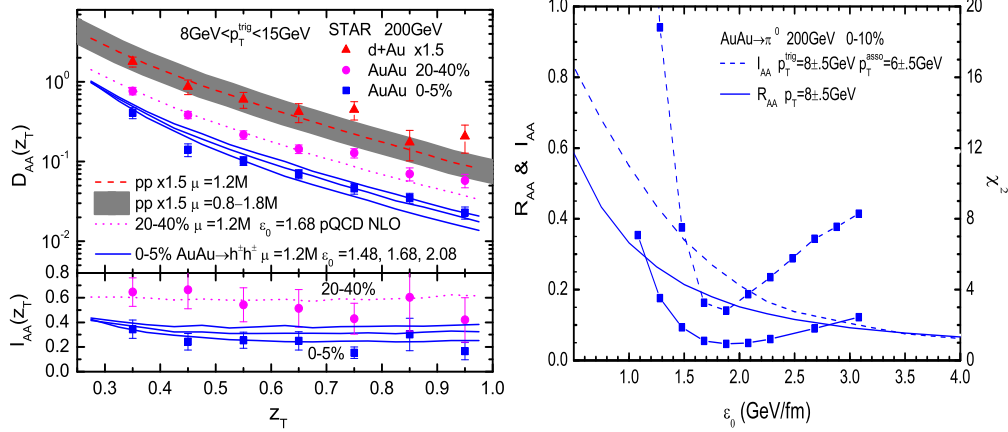 8GeV<p_T^trig<15GeV STAR 200GeV
d+Au x1.5
AuAu 20-40%
AuAu 0-5%
10^0
10^-1
10^-2
D_AA(z_T)
pp x1.5 μ=1.2M
pp x1.5 μ=0.8–1.8M
20-40% μ=1.2M ε_0=1.68 pQCD NLO
0-5% AuAu→h^±h^± μ=1.2M ε_0=1.48, 1.68, 2.08
0.8
0.6
0.4
0.2
0.0
I_AA(z_T)
20-40%
0-5%
0.3 0.4 0.5 0.6 0.7 0.8 0.9 1.0
z_T
AuAu→π^0 200GeV 0-10%
I_AA p_T^trig=8±.5GeV p_T^asso=6±.5GeV
R_AA p_T=8±.5GeV
1.0
0.8
0.6
0.4
0.2
0.0
R_AA & I_AA
20
16
12
8
4
0
χ^2
1.0 1.5 2.0 2.5 3.0 3.5 4.0
ε_0 (GeV/fm)